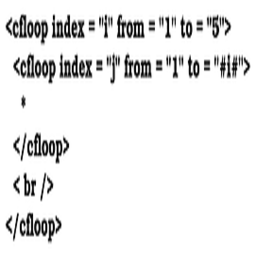 <cfloop index = "i" from = "1" to = "5">
<cfloop index = "j" from = "1" to = "#i#">
*
</cfloop>
< br />
</cfloop>